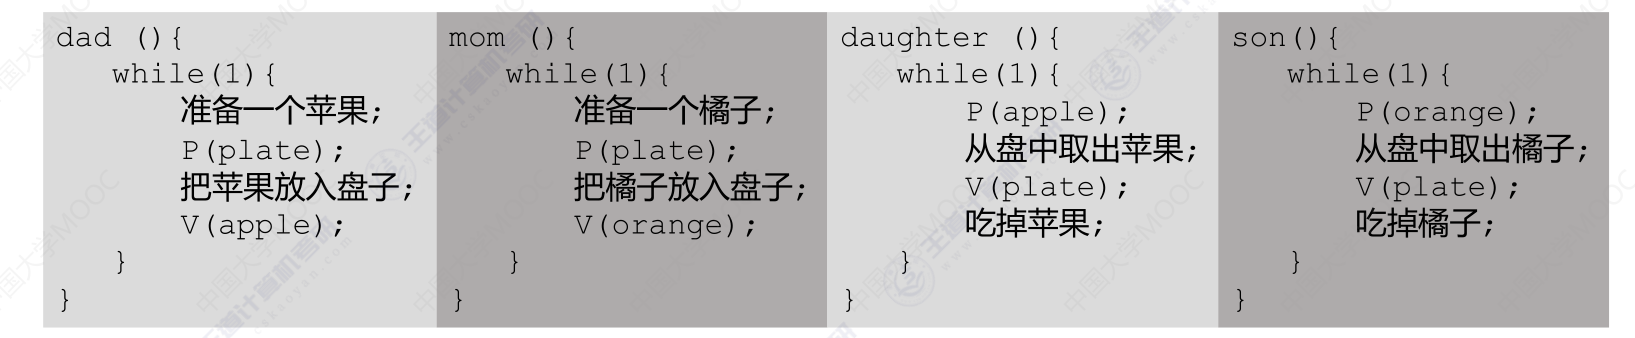 dad (){
while(1){
准备一个苹果;
P(plate);
把苹果放入盘子;
V(apple);
}
}
mom (){
while(1){
准备一个橘子;
P(plate);
把橘子放入盘子;
V(orange);
}
}
daughter (){
while(1){
P(apple);
从盘中取出苹果;
V(plate);
吃掉苹果;
}
}
son(){
while(1){
P(orange);
从盘中取出橘子;
V(plate);
吃掉橘子;
}
}